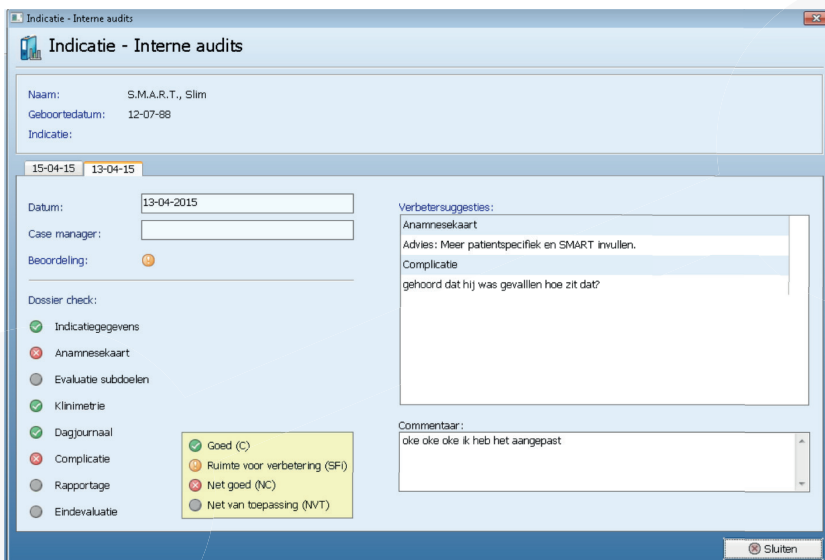 Indicatie - Interne audits
Indicatie - Interne audits
Naam: S.M.A.R.T., Slim
Geboortedatum: 12-07-88
Indicatie:
15-04-15 13-04-15
Datum: 13-04-2015
Case manager:
Beoordeling:
Dossier check:
Indicatiegegevens
Anamnesekaart
Evaluatie subdoelen
Klinimetrie
Dagjournaal
Complicatie
Rapportage
Eindevaluatie
Goed (C)
Ruimte voor verbetering (SFi)
Net goed (NC)
Net van toepassing (NVT)
Verbetersuggesties:
Anamnesekaart
Advies: Meer patientspecifiek en SMART invullen.
Complicatie
gehoord dat hij was gevalllen hoe zit dat?
Commentaar:
oke oke oke ik heb het aangepast
Sluiten